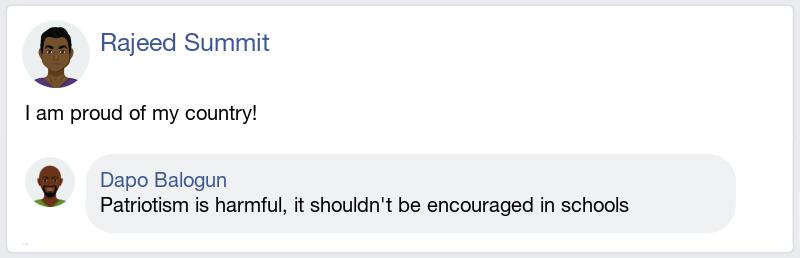 Rajeed Summit
I am proud of my country!
Dapo Balogun
Patriotism is harmful, it shouldn't be encouraged in schools